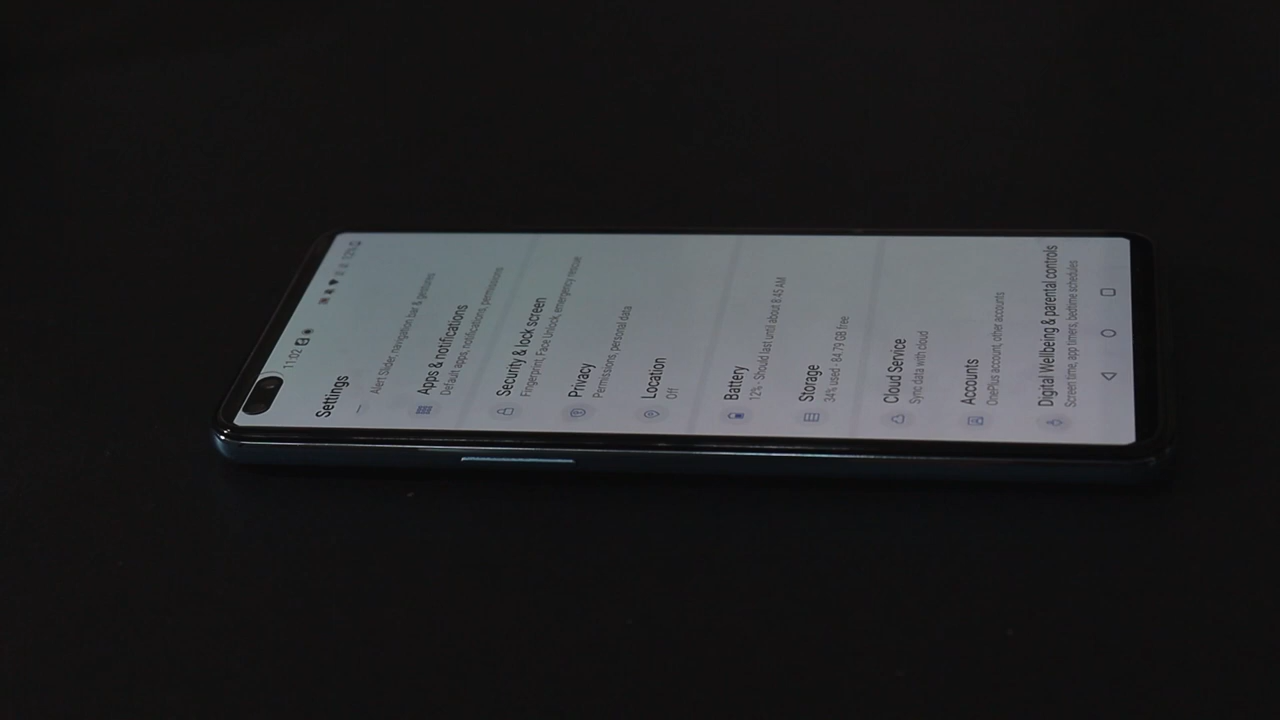 11:02
12%
Settings
Alert Slider, navigation bar & gestures
Apps & notifications
Default apps, notifications, permissions
Security & lock screen
Fingerprint, Face Unlock, emergency rescue
Privacy
Permissions, personal data
Location
Off
Battery
12% - Should last until about 8:45 AM
Storage
34% used - 84.79 GB free
Cloud Service
Sync data with cloud
Accounts
OnePlus account, other accounts
Digital Wellbeing & parental controls
Screen time, app timers, bedtime schedules